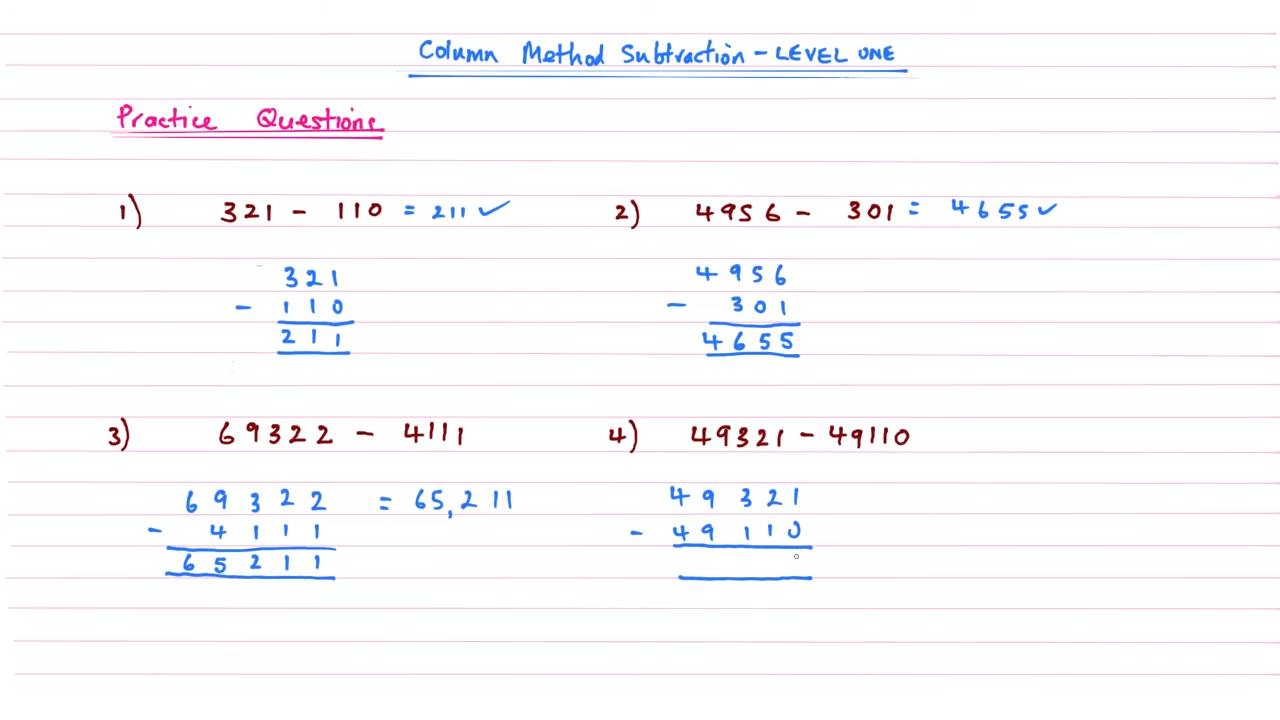 Column Method Subtraction - LEVEL ONE
Practice Questions
1) 321 - 110 = 211 ✓
321
- 110
211
2) 4956 - 301 = 4655 ✓
4956
- 301
4655
3) 69322 - 4111
69322 = 65,211
- 4111
65211
4) 49321 - 49110
49321
- 49110